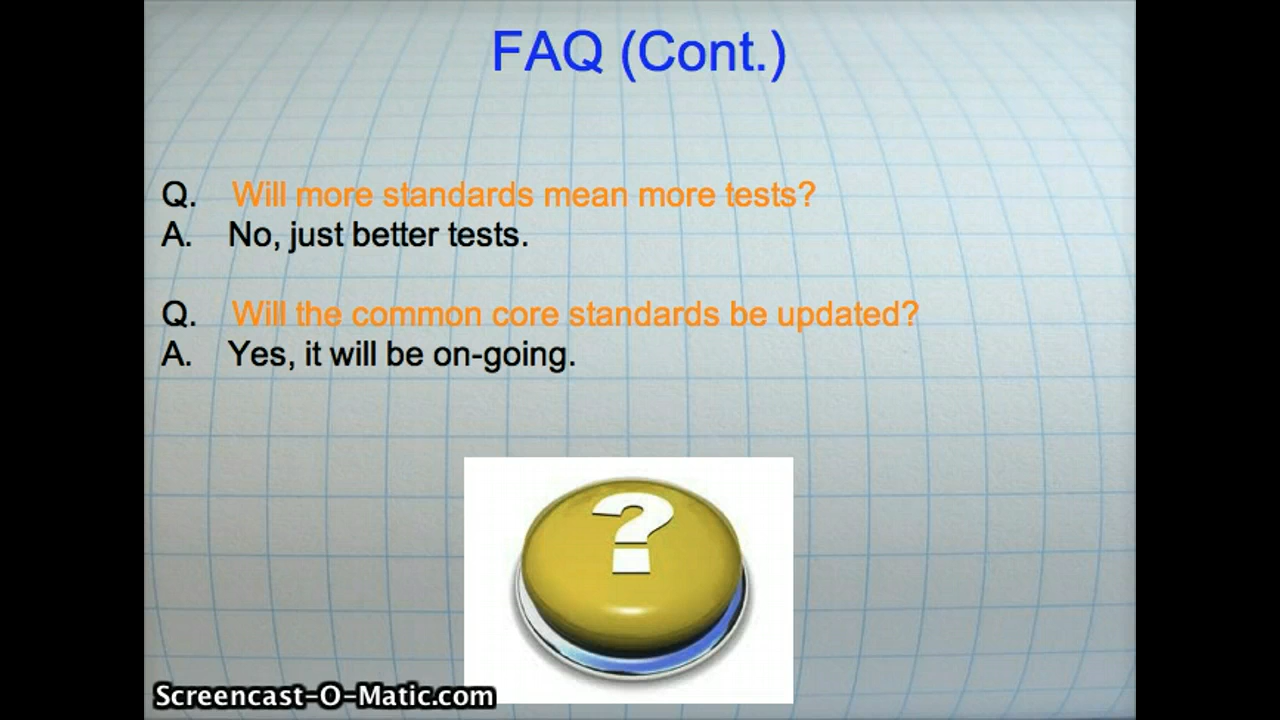 FAQ (Cont.)
Q. Will more standards mean more tests?
A. No, just better tests.
Q. Will the common core standards be updated?
A. Yes, it will be on-going.
?
Screencast-O-Matic.com